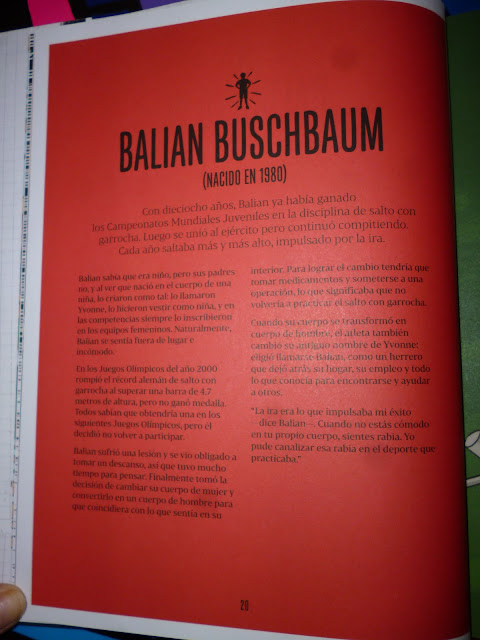 BALIAN BUSCHBAUM
(NACIDO EN 1980)
Con dieciocho años, Balian ya había ganado
los Campeonatos Mundiales Juveniles en la disciplina de salto con
garrocha. Luego se unió al ejército pero continuó compitiendo.
Cada año saltaba más y más alto, impulsado por la ira.
Balian sabía que era niño, pero sus padres
no, y al ver que nació en el cuerpo de una
niña, lo criaron como tal: lo llamaron
Yvonne, lo hicieron vestir como niña, y en
las competencias siempre lo inscribieron
en los equipos femeninos. Naturalmente,
Balian se sentía fuera de lugar e
incómodo.
En los Juegos Olímpicos del año 2000
rompió el récord alemán de salto con
garrocha al superar una barra de 4.7
metros de altura, pero no ganó medalla.
Todos sabían que obtendría una en los
siguientes Juegos Olímpicos, pero él
decidió no volver a participar.
Balian sufrió una lesión y se vio obligado a
tomar un descanso, así que tuvo mucho
tiempo para pensar. Finalmente tomó la
decisión de cambiar su cuerpo de mujer y
convertirlo en un cuerpo de hombre para
que coincidiera con lo que sentía en su
interior. Para lograr el cambio tendría que
tomar medicamentos y someterse a una
operación, lo que significaba que no
volvería a practicar el salto con garrocha.
Cuando su cuerpo se transformó en
cuerpo de hombre, el atleta también
cambió su antiguo nombre de Yvonne:
eligió llamarse Balian, como un herrero
que dejó atrás su hogar, su empleo y todo
lo que conocía para encontrarse y ayudar
a otros.
"La ira era lo que impulsaba mi éxito
—dice Balian—. Cuando no estás cómodo
en tu propio cuerpo, sientes rabia. Yo
pude canalizar esa rabia en el deporte que
practicaba."
20